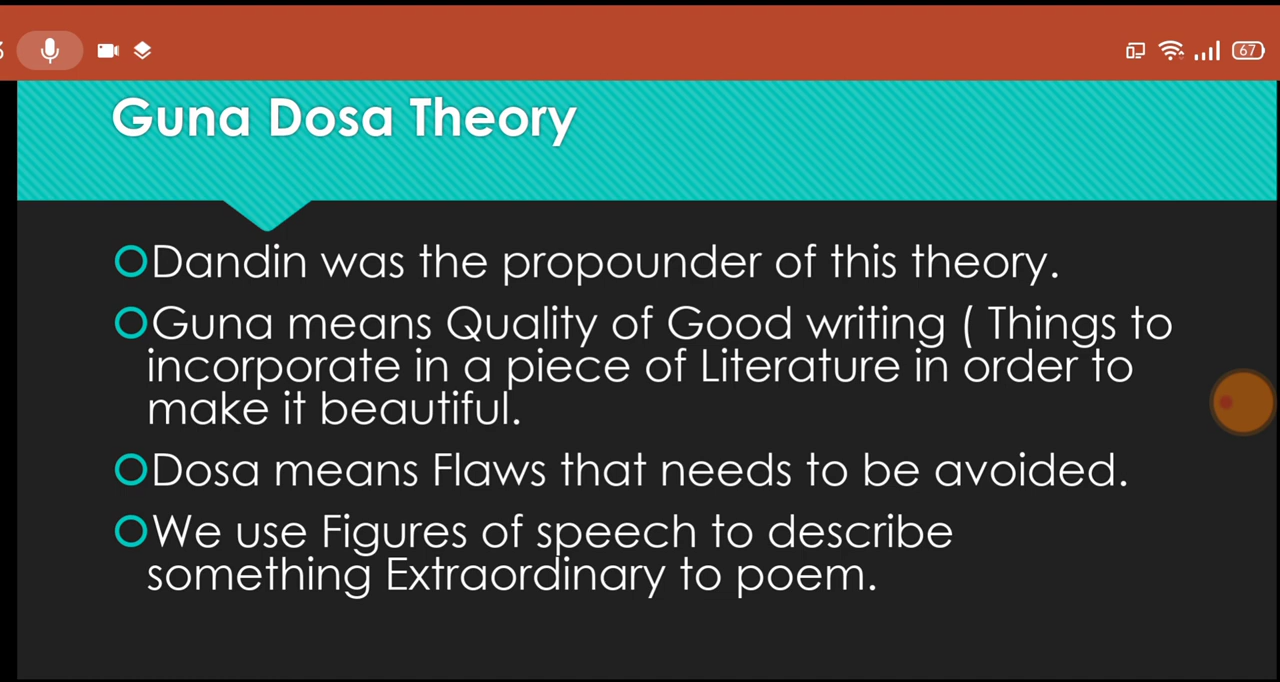 67
Guna Dosa Theory
Dandin was the propounder of this theory.
Guna means Quality of Good writing ( Things to
incorporate in a piece of Literature in order to
make it beautiful.
Dosa means Flaws that needs to be avoided.
We use Figures of speech to describe
something Extraordinary to poem.